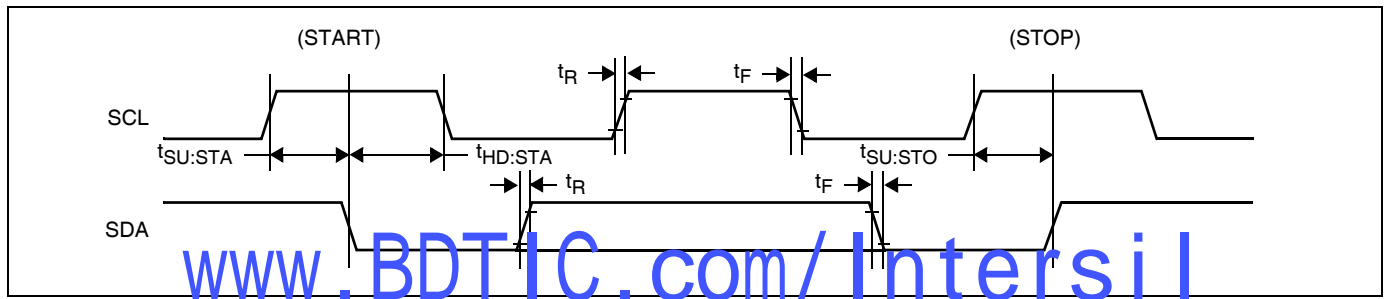 (START)
(STOP)
tR
tF
SCL
tSU:STA
tHD:STA
tSU:STO
tR
tF
SDA
www.BDTIC.com/Intersil